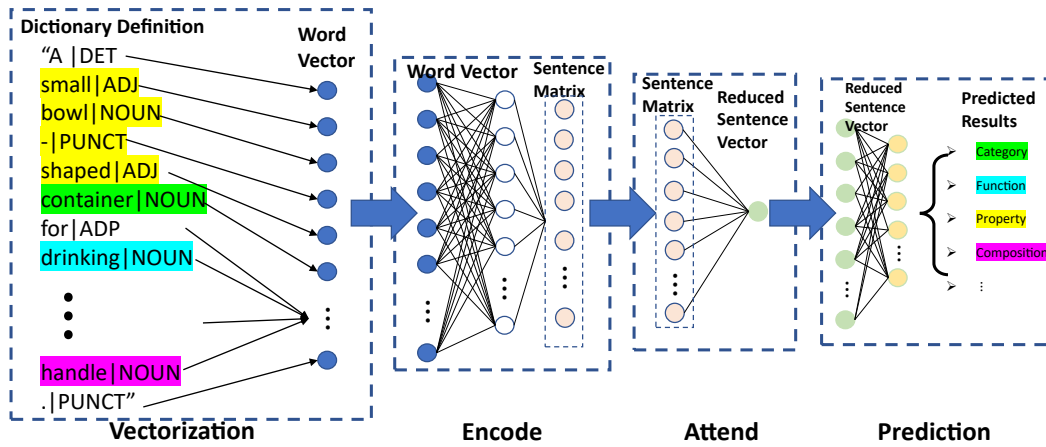 Dictionary Definition
"A |DET
small|ADJ
bowl|NOUN
-|PUNCT
shaped|ADJ
container|NOUN
for|ADP
drinking|NOUN
handle|NOUN
.|PUNCT"
Word
Vector
Vectorization
Word Vector
Sentence
Matrix
Encode
Sentence
Matrix
Reduced
Sentence
Vector
Attend
Reduced
Sentence
Vector
Predicted
Results
Category
Function
Property
Composition
Prediction